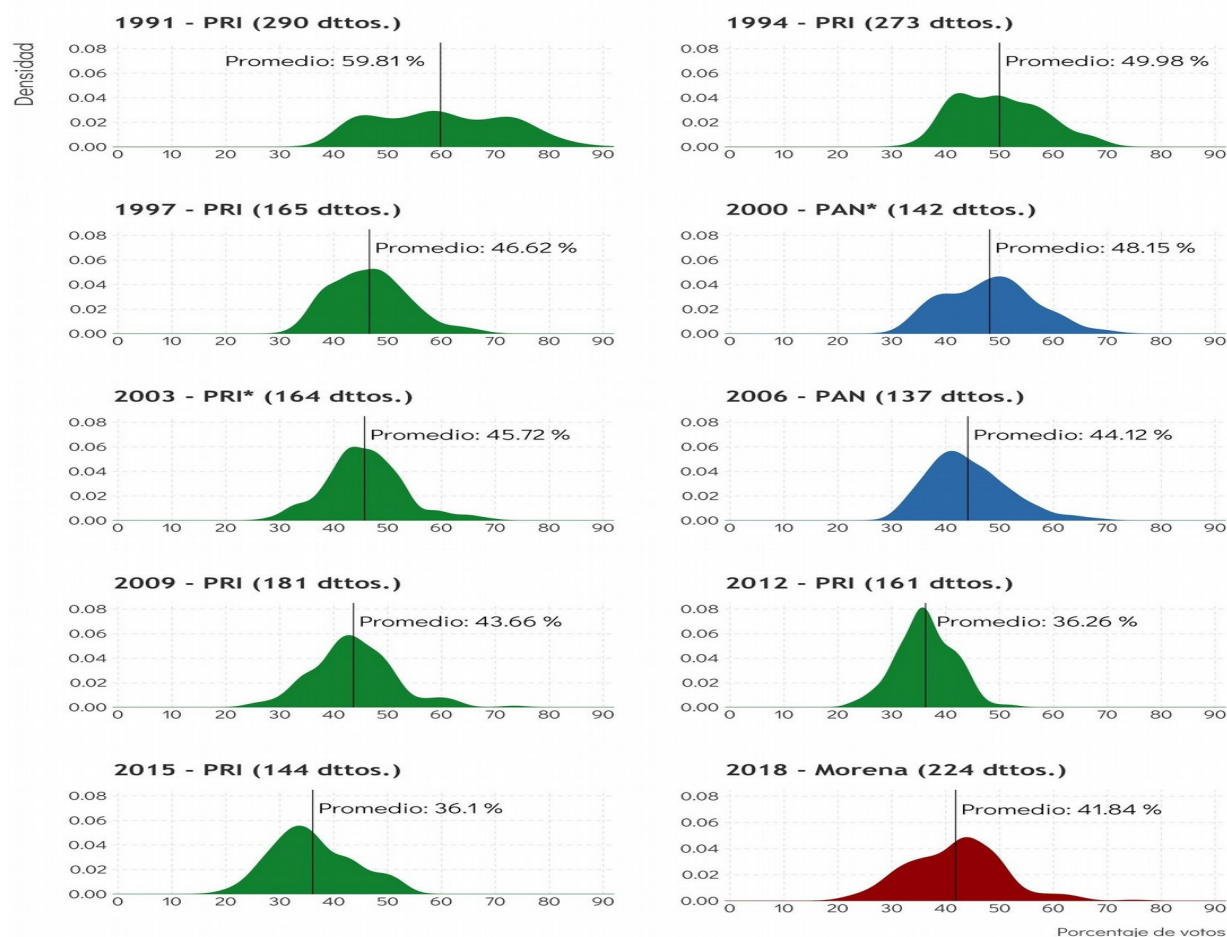 1991 - PRI (290 dttos.)
Densidad
0.08
0.06
0.04
0.02
0.00
Promedio: 59.81 %
0 10 20 30 40 50 60 70 80 90
1994 - PRI (273 dttos.)
0.08
0.06
0.04
0.02
0.00
Promedio: 49.98 %
0 10 20 30 40 50 60 70 80 90
1997 - PRI (165 dttos.)
0.08
0.06
0.04
0.02
0.00
Promedio: 46.62 %
0 10 20 30 40 50 60 70 80 90
2000 - PAN* (142 dttos.)
0.08
0.06
0.04
0.02
0.00
Promedio: 48.15 %
0 10 20 30 40 50 60 70 80 90
2003 - PRI* (164 dttos.)
0.08
0.06
0.04
0.02
0.00
Promedio: 45.72 %
0 10 20 30 40 50 60 70 80 90
2006 - PAN (137 dttos.)
0.08
0.06
0.04
0.02
0.00
Promedio: 44.12 %
0 10 20 30 40 50 60 70 80 90
2009 - PRI (181 dttos.)
0.08
0.06
0.04
0.02
0.00
Promedio: 43.66 %
0 10 20 30 40 50 60 70 80 90
2012 - PRI (161 dttos.)
0.08
0.06
0.04
0.02
0.00
Promedio: 36.26 %
0 10 20 30 40 50 60 70 80 90
2015 - PRI (144 dttos.)
0.08
0.06
0.04
0.02
0.00
Promedio: 36.1 %
0 10 20 30 40 50 60 70 80 90
2018 - Morena (224 dttos.)
0.08
0.06
0.04
0.02
0.00
Promedio: 41.84 %
0 10 20 30 40 50 60 70 80 90
Porcentaje de votos